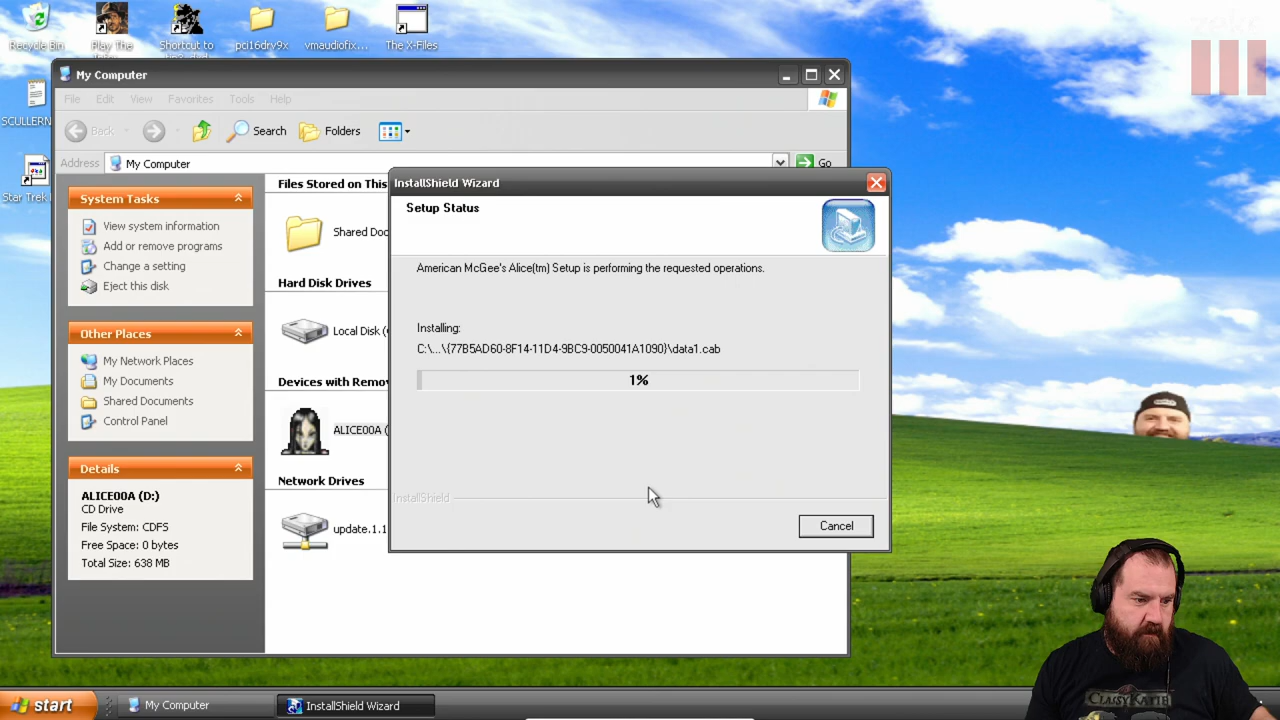 Recycle Bin
Play The
Shortcut to
pci16drv9x
vmaudiofix...
The X-Files
SCULLERN
Star Trek
My Computer
File Edit View Favorites Tools Help
Back
Search
Folders
Address
My Computer
Go
System Tasks
View system information
Add or remove programs
Change a setting
Eject this disk
Other Places
My Network Places
My Documents
Shared Documents
Control Panel
Details
ALICE00A (D:)
CD Drive
File System: CDFS
Free Space: 0 bytes
Total Size: 638 MB
Files Stored on This
Shared Doc
Hard Disk Drives
Local Disk (
Devices with Remov
ALICE00A (
Network Drives
update.1.1
InstallShield Wizard
Setup Status
American McGee's Alice(tm) Setup is performing the requested operations.
Installing:
C:\...\{77B5AD60-8F14-11D4-9BC9-0050041A1090}\data1.cab
1%
InstallShield
Cancel
start
My Computer
InstallShield Wizard